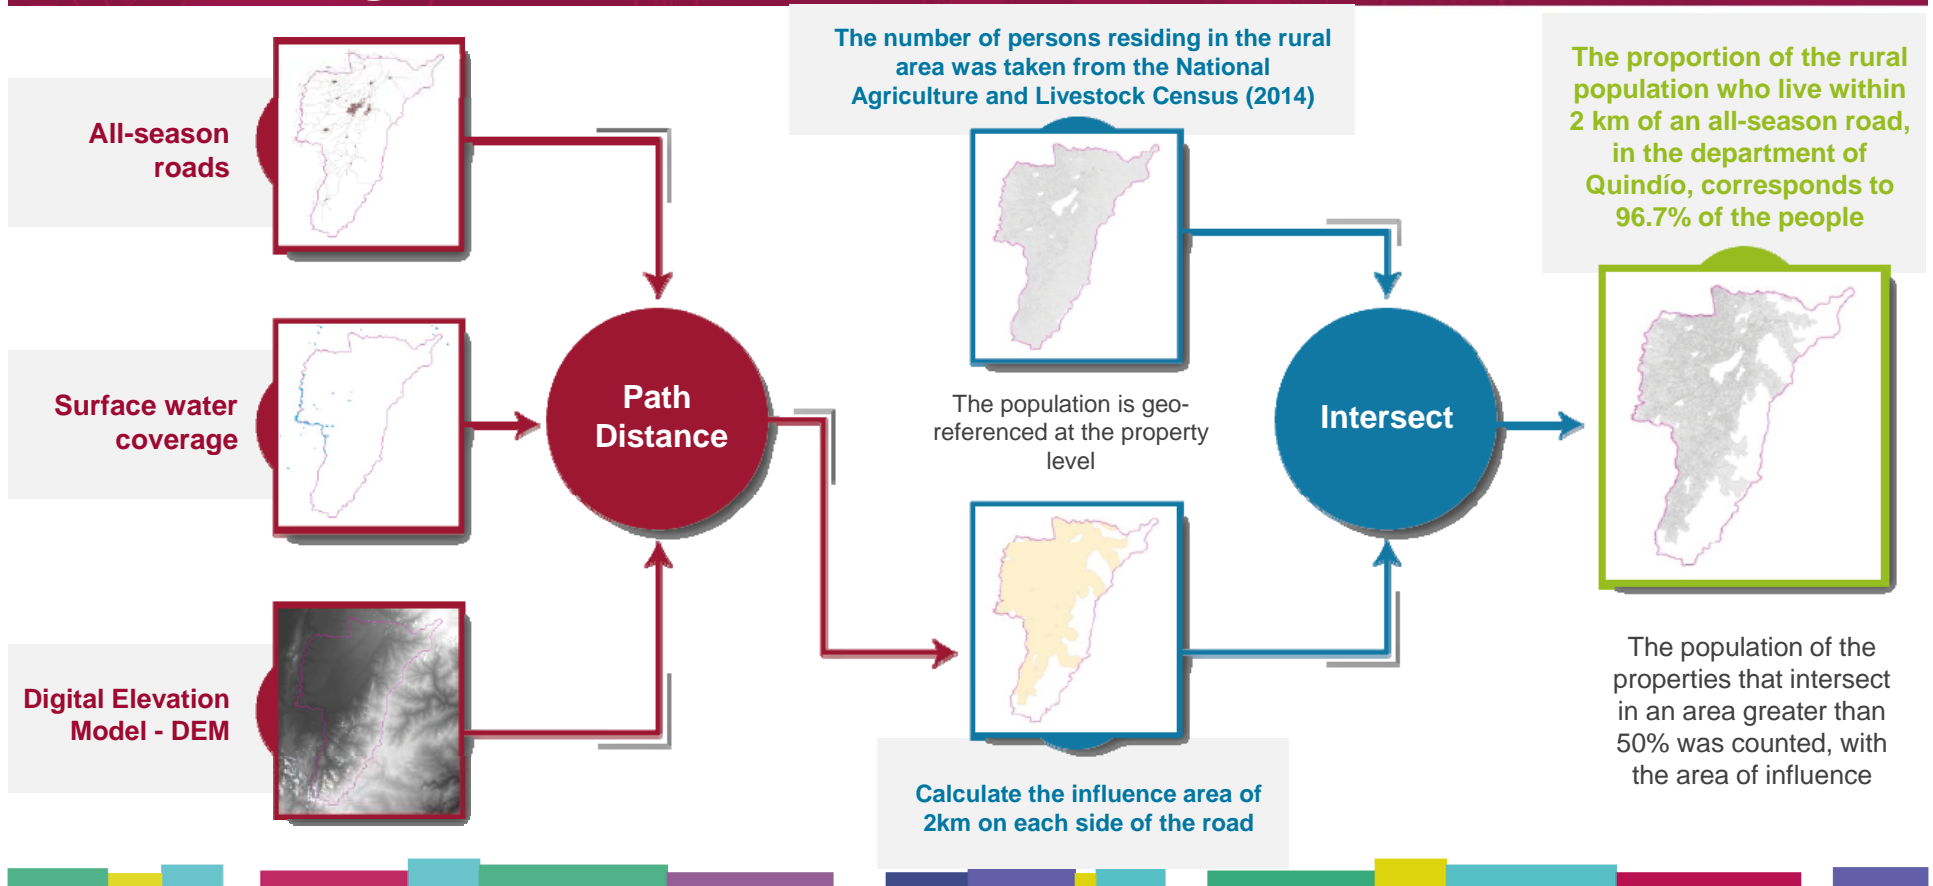 All-season
roads
Surface water
coverage
Digital Elevation
Model - DEM
Path
Distance
The number of persons residing in the rural
area was taken from the National
Agriculture and Livestock Census (2014)
The population is geo-
referenced at the property
level
Calculate the influence area of
2km on each side of the road
Intersect
The proportion of the rural
population who live within
2 km of an all-season road,
in the department of
Quindío, corresponds to
96.7% of the people
The population of the
properties that intersect
in an area greater than
50% was counted, with
the area of influence